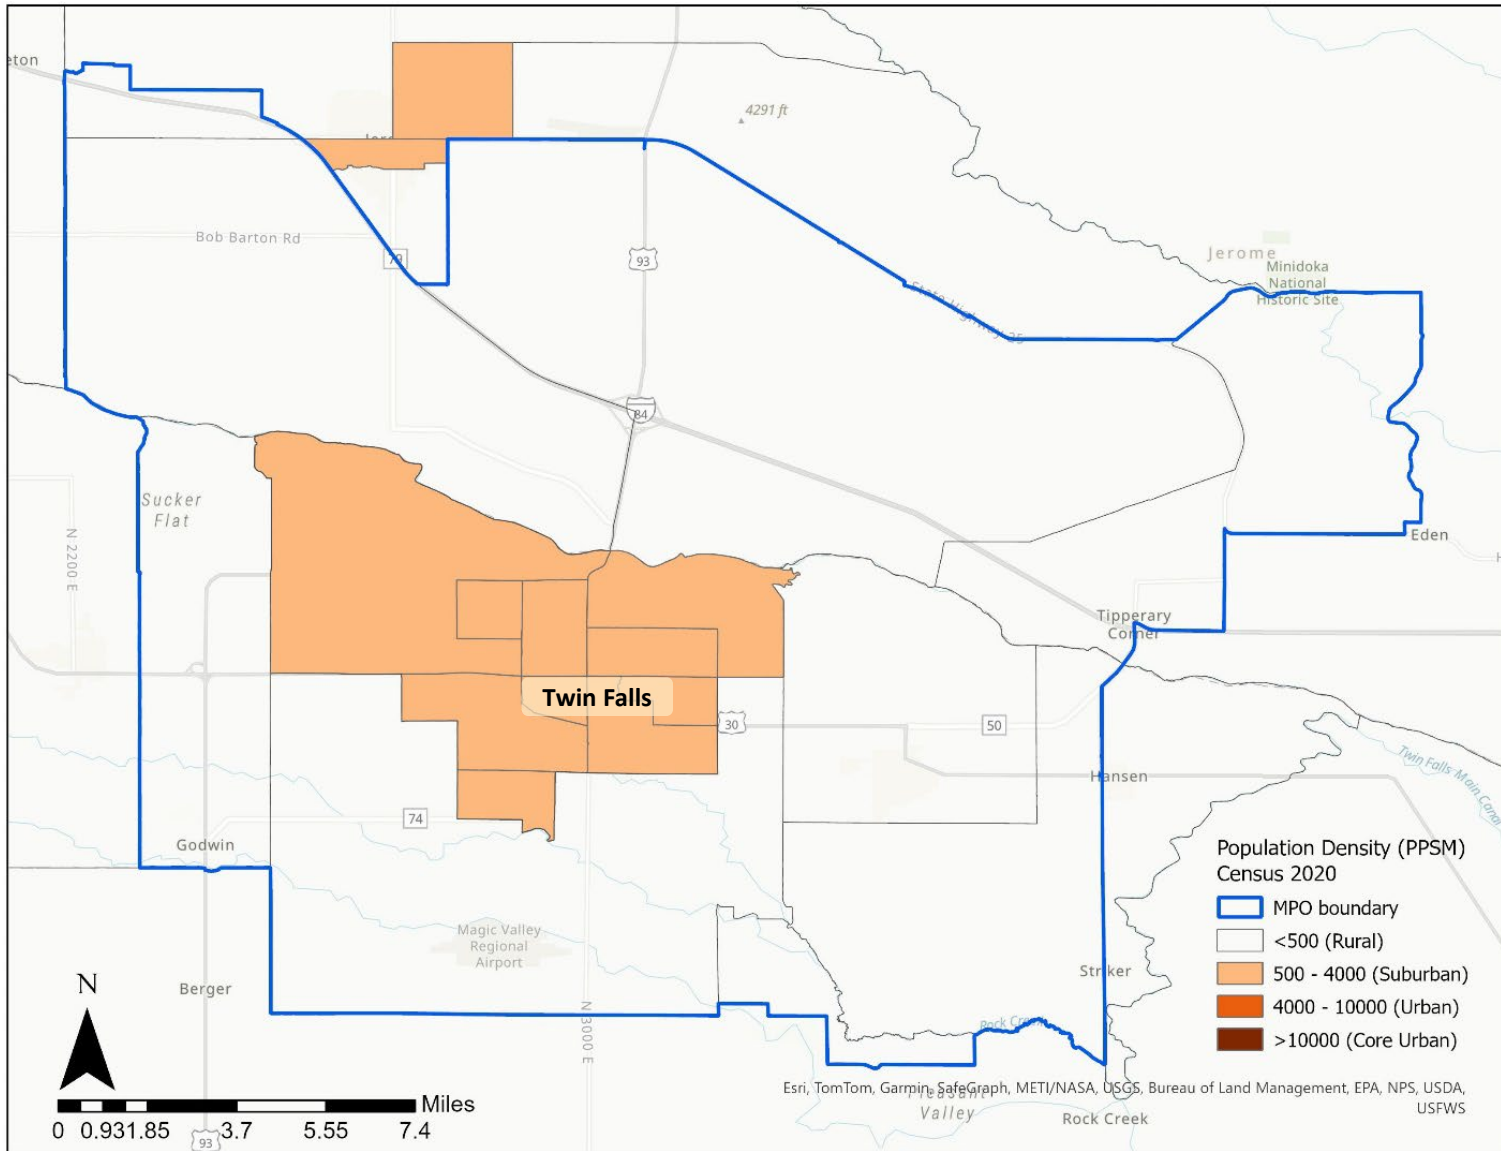 eton
4291 ft
Bob Barton Rd
79
93
Jerome
Minidoka
National
Historic Site
State Highway 25
84
Sucker
Flat
N 2200 E
Eden
Tipperary
Corner
Twin Falls
30
50
Hansen
Twin Falls Main Canal
74
Godwin
Magic Valley
Regional
Airport
Striker
Berger
N 3000 E
Rock Creek
Pleasant
Valley
Rock Creek
93
N
Miles
0 0.931.85 3.7 5.55 7.4
Population Density (PPSM)
Census 2020
MPO boundary
<500 (Rural)
500 - 4000 (Suburban)
4000 - 10000 (Urban)
>10000 (Core Urban)
Esri, TomTom, Garmin, SafeGraph, METI/NASA, USGS, Bureau of Land Management, EPA, NPS, USDA,
USFWS